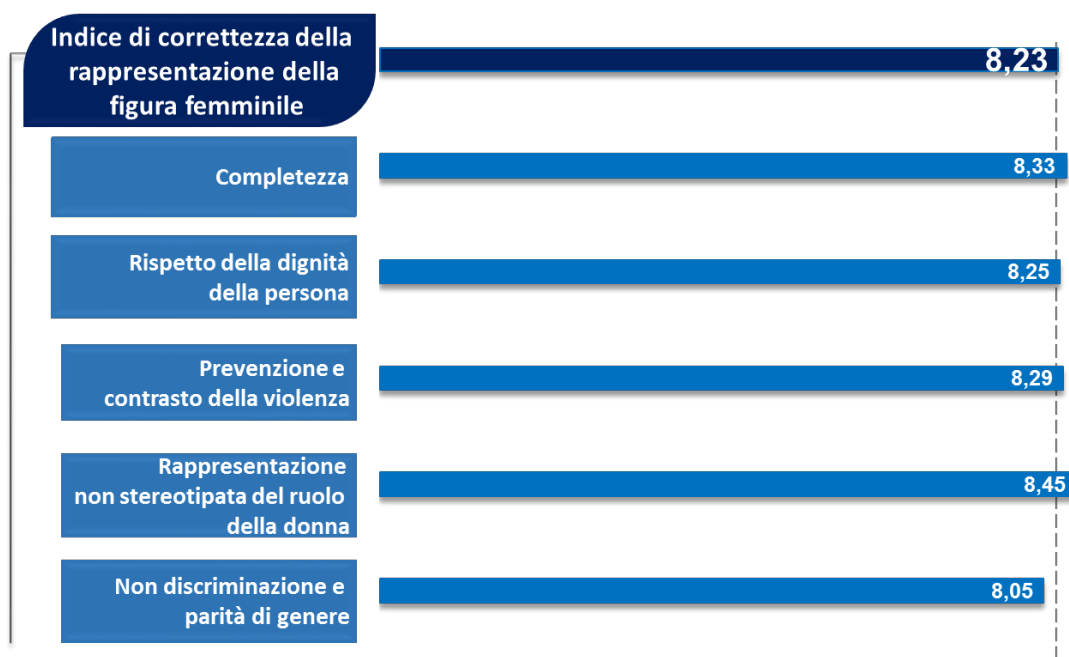 Indice di correttezza della
rappresentazione della
figura femminile
8,23
Completezza
8,33
Rispetto della dignità
della persona
8,25
Prevenzione e
contrasto della violenza
8,29
Rappresentazione
non stereotipata del ruolo
della donna
8,45
Non discriminazione e
parità di genere
8,05